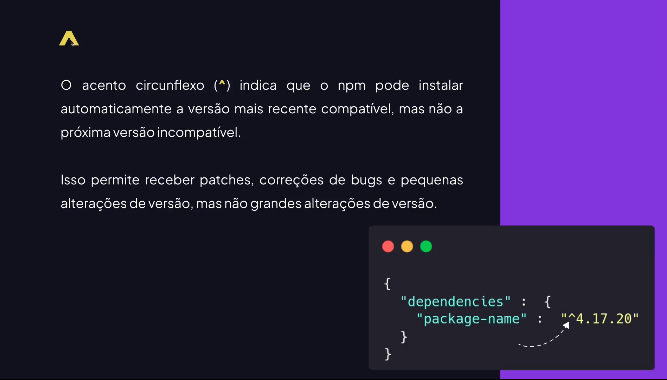 O acento circunflexo (^) indica que o npm pode instalar
automaticamente a versão mais recente compatível, mas não a
próxima versão incompatível.
Isso permite receber patches, correções de bugs e pequenas
alterações de versão, mas não grandes alterações de versão.
{
"dependencies" : {
"package-name" : "^4.17.20"
}
}